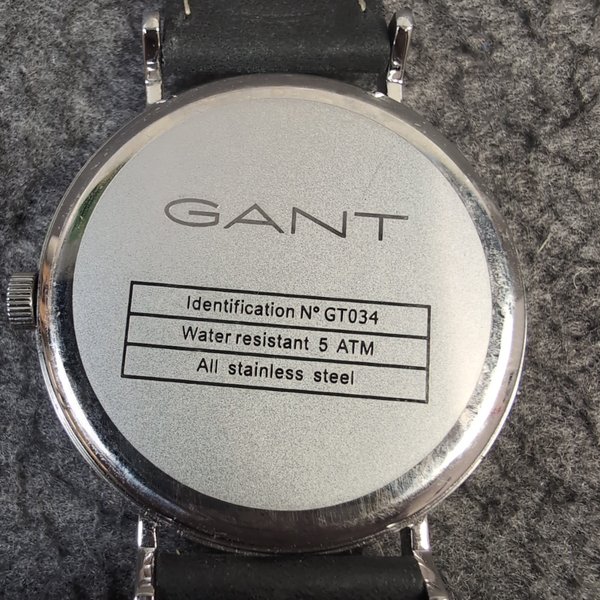 GANT
Identification N° GT034
Water resistant 5 ATM
All stainless steel